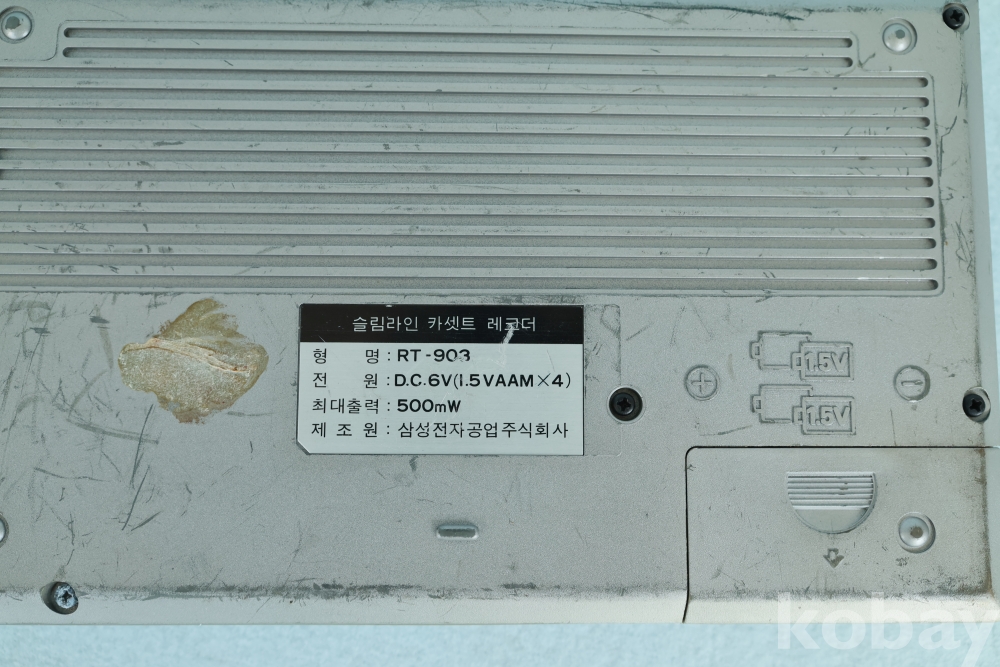 슬림라인 카셋트 레코더
형 명 : RT-903
전 원 : D.C. 6V(1.5VAAM×4)
최대출력 : 500mW
제 조 원 : 삼성전자공업주식회사
1.5V
1.5V
kobay